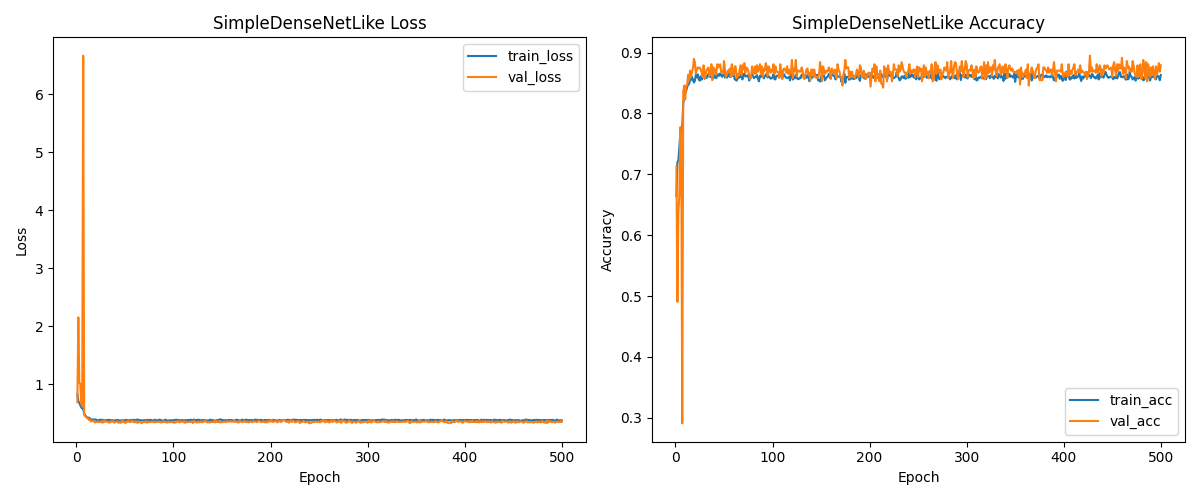 SimpleDenseNetLike Loss
train_loss
val_loss
6
5
4
3
2
1
Loss
0 100 200 300 400 500
Epoch
SimpleDenseNetLike Accuracy
0.9
0.8
0.7
0.6
0.5
0.4
0.3
Accuracy
train_acc
val_acc
0 100 200 300 400 500
Epoch